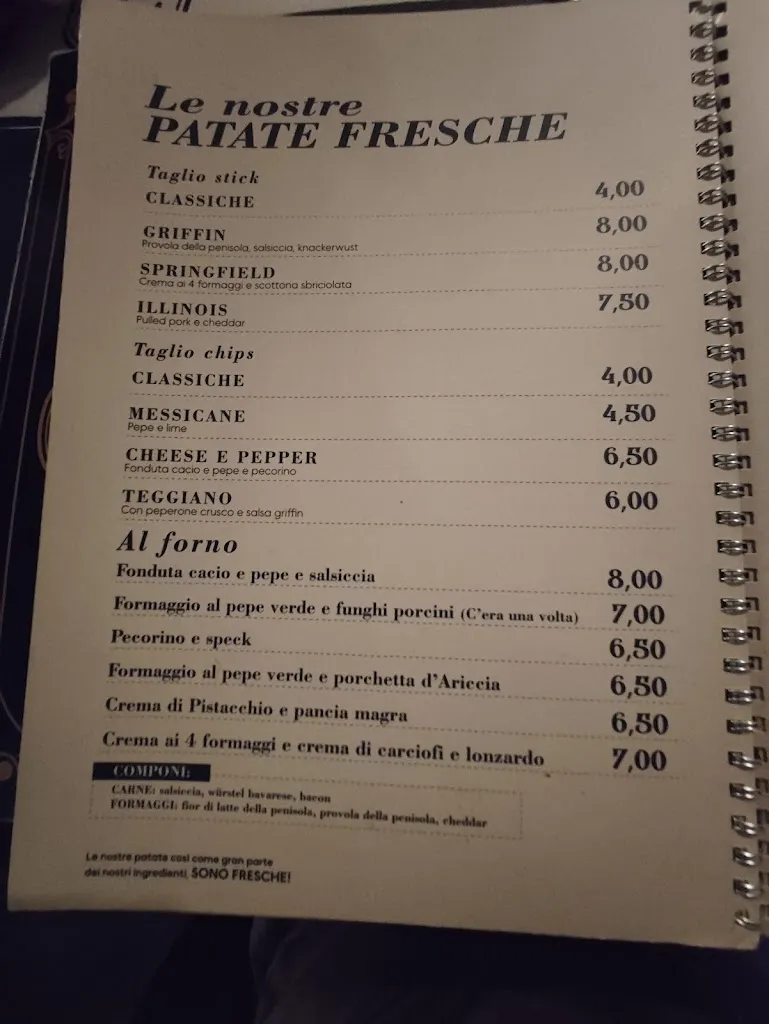 Le nostre
PATATE FRESCHE
Taglio stick
CLASSICHE 4,00
GRIFFIN 8,00
Provola della penisola, salsiccia, knackerwust
SPRINGFIELD 8,00
Crema ai 4 formaggi e scottona sbriciolata
ILLINOIS 7,50
Pulled pork e cheddar
Taglio chips
CLASSICHE 4,00
MESSICANE 4,50
Pepe e lime
CHEESE E PEPPER 6,50
Fonduta cacio e pepe e pecorino
TEGGIANO 6,00
Con peperone crusco e salsa griffin
Al forno
Fonduta cacio e pepe e salsiccia 8,00
Formaggio al pepe verde e funghi porcini (C'era una volta) 7,00
Pecorino e speck 6,50
Formaggio al pepe verde e porchetta d'Ariccia 6,50
Crema di Pistacchio e pancia magra 6,50
Crema ai 4 formaggi e crema di carciofi e lonzardo 7,00
COMPONI:
CARNE: salsiccia, würstel bavarese, bacon
FORMAGGI: fior di latte della penisola, provola della penisola, cheddar
Le nostre patate così come gran parte
dei nostri ingredienti, SONO FRESCHE!